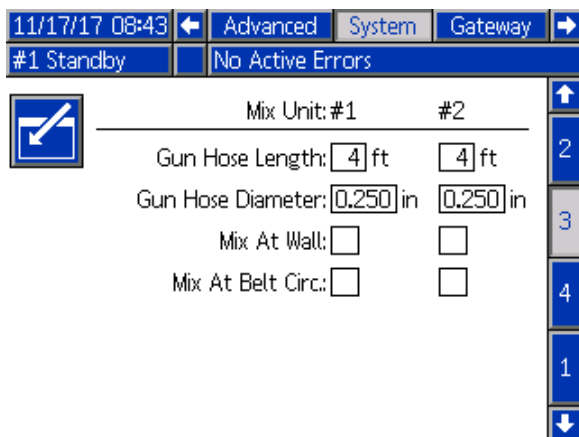 11/17/17 08:43 Advanced System Gateway
#1 Standby No Active Errors
Mix Unit: #1 #2
2
Gun Hose Length: 4 ft 4 ft
Gun Hose Diameter: 0.250 in 0.250 in
3
Mix At Wall:
Mix At Belt Circ.:
4
1